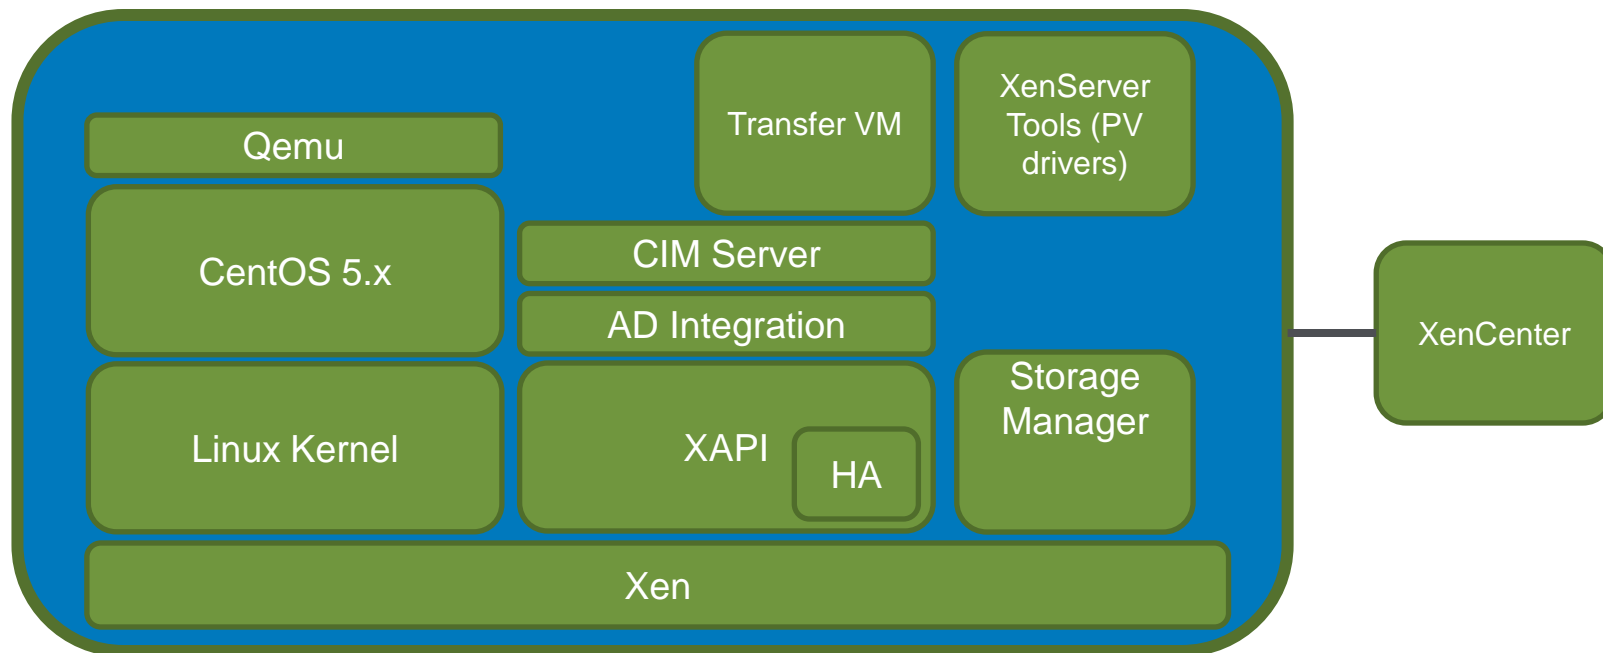 Qemu
CentOS 5.x
Linux Kernel
Transfer VM
CIM Server
AD Integration
XAPI
HA
XenServer
Tools (PV
drivers)
Storage
Manager
Xen
XenCenter